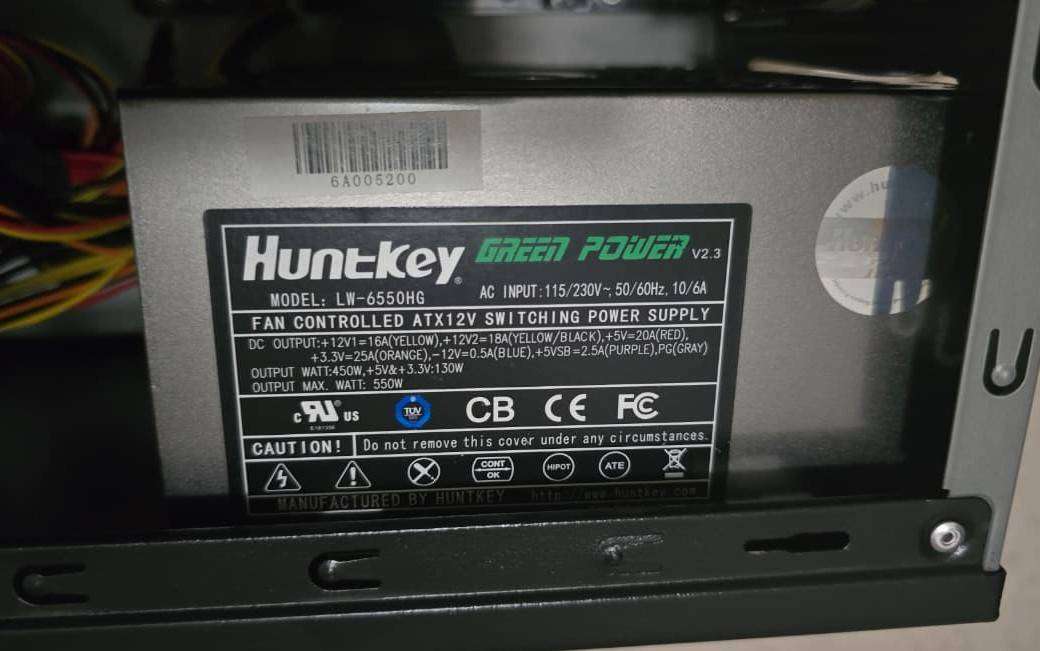 6A005200
Huntkey® GREEN POWER V2.3
MODEL: LW-6550HG AC INPUT:115/230V~, 50/60Hz, 10/6A
FAN CONTROLLED ATX12V SWITCHING POWER SUPPLY
DC OUTPUT:+12V1=16A(YELLOW),+12V2=18A(YELLOW/BLACK),+5V=20A(RED),
+3.3V=25A(ORANGE),-12V=0.5A(BLUE),+5VSB=2.5A(PURPLE),PG(GRAY)
OUTPUT WATT:450W,+5V&+3.3V:130W
OUTPUT MAX. WATT: 550W
c RU US TÜV CB CE FC
CAUTION! Do not remove this cover under any circumstances.
CONT OK HIPOT ATE
MANUFACTURED BY HUNTKEY http://www.huntkey.com